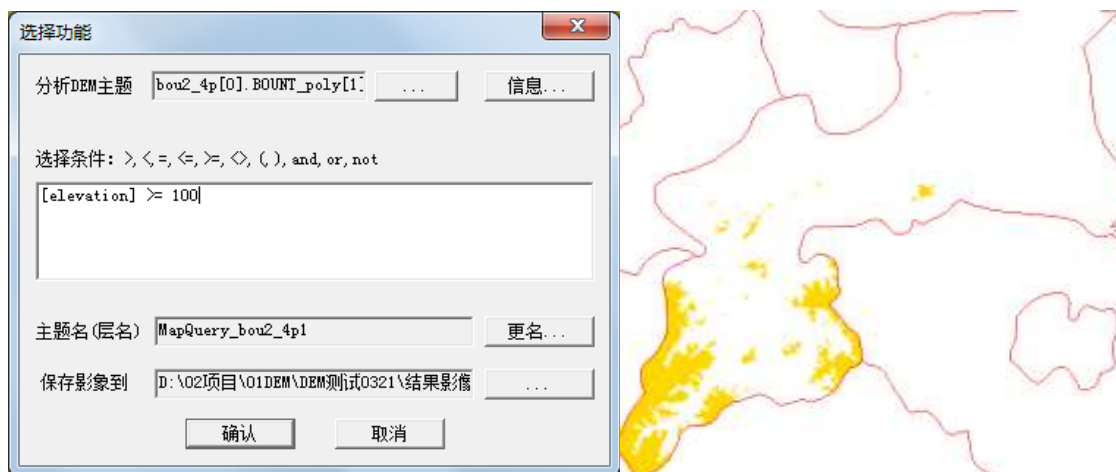 选择功能
分析DEM主题 bou2_4p[0].BOUNT_poly[1] ... 信息...
选择条件: >,<,=,<=,>=,<>,(,),and,or,not
[elevation] >= 100
主题名(层名) MapQuery_bou2_4p1 更名...
保存影象到 D:\02项目\01DEM\DEM测试0321\结果影像 ...
确认 取消